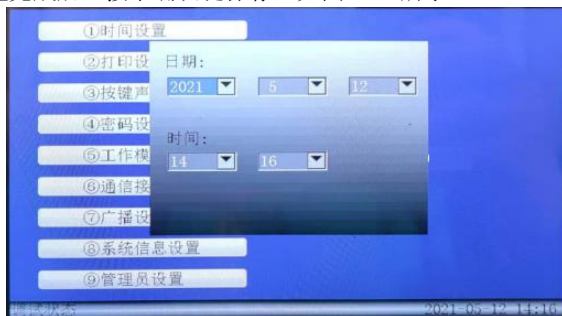 ①时间设置
②打印设
③按键声
④密码设
⑤工作模
⑥通信接
⑦广播设
⑧系统信息设置
⑨管理员设置
日期:
2021 5 12
时间:
14 16
2021-05-12 14:16